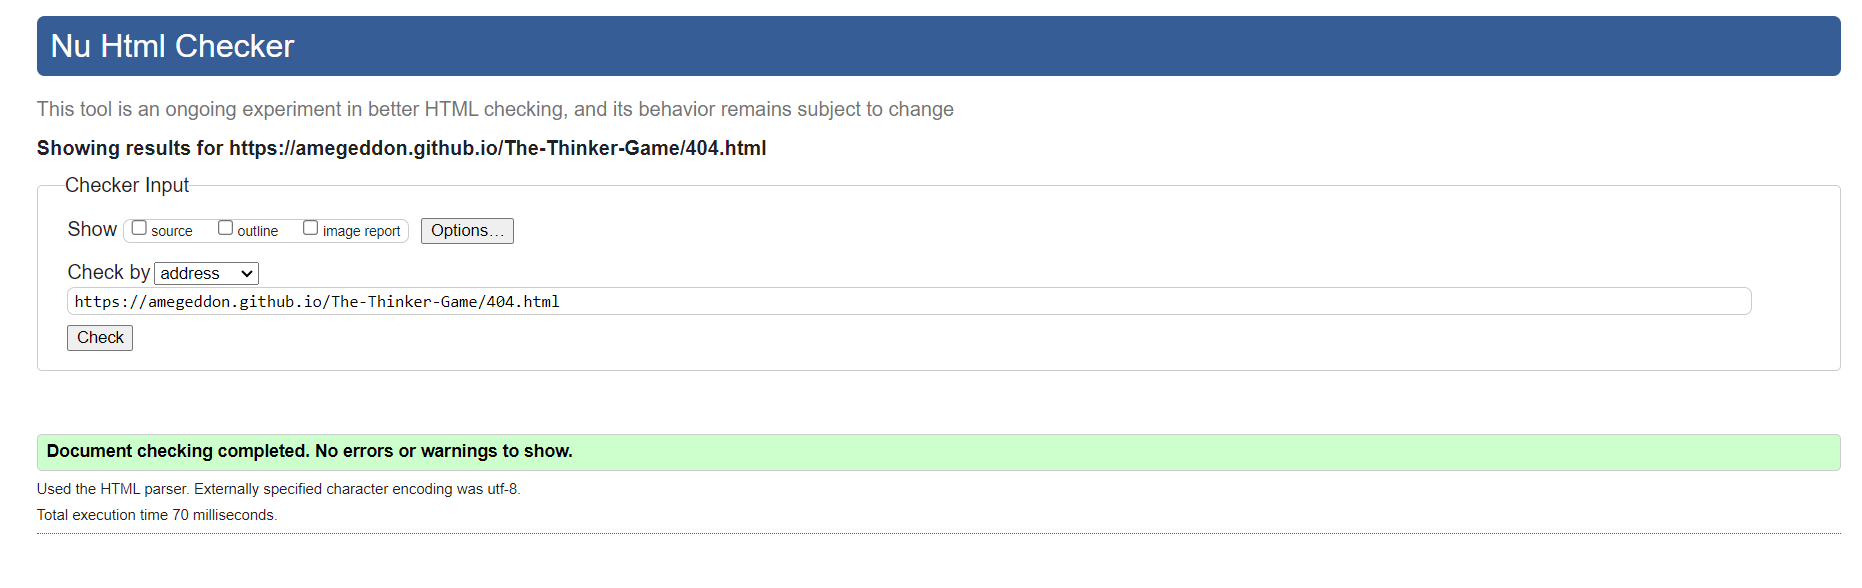 Nu Html Checker
This tool is an ongoing experiment in better HTML checking, and its behavior remains subject to change
Showing results for https://amegeddon.github.io/The-Thinker-Game/404.html
Checker Input
Show source outline image report Options...
Check by address
https://amegeddon.github.io/The-Thinker-Game/404.html
Check
Document checking completed. No errors or warnings to show.
Used the HTML parser. Externally specified character encoding was utf-8.
Total execution time 70 milliseconds.